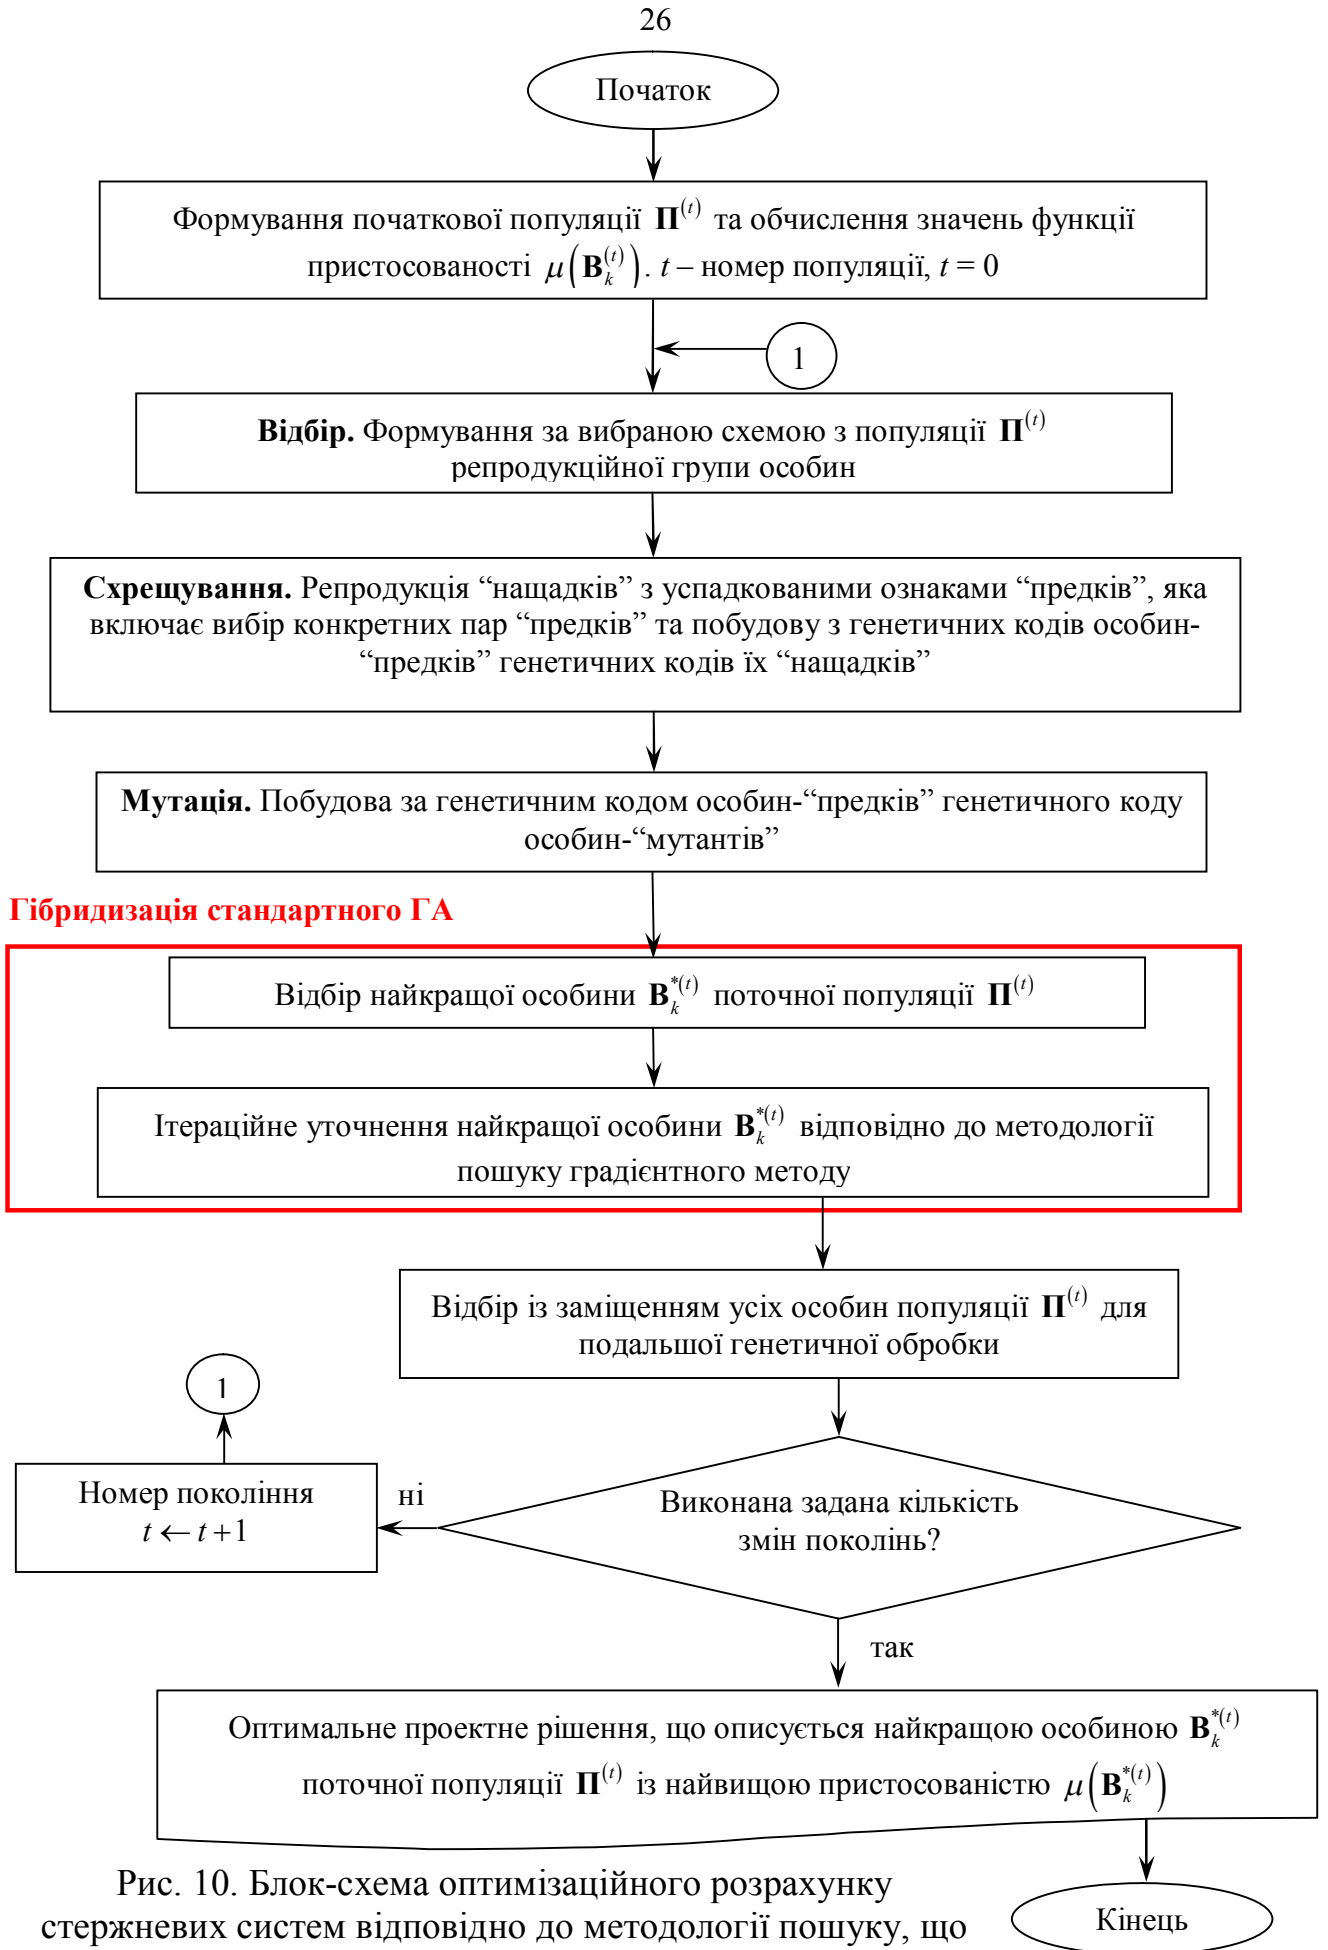 26
Початок
Формування початкової популяції Π^(t) та обчислення значень функції
пристосованості μ(B_k^(t)). t – номер популяції, t = 0
1
Відбір. Формування за вибраною схемою з популяції Π^(t)
репродукційної групи особин
Схрещування. Репродукція “нащадків” з успадкованими ознаками “предків”, яка
включає вибір конкретних пар “предків” та побудову з генетичних кодів особин-
“предків” генетичних кодів їх “нащадків”
Мутація. Побудова за генетичним кодом особин-“предків” генетичного коду
особин-“мутантів”
Гібридизація стандартного ГА
Відбір найкращої особини B_k^*(t) поточної популяції Π^(t)
Ітераційне уточнення найкращої особини B_k^*(t) відповідно до методології
пошуку градієнтного методу
Відбір із заміщенням усіх особин популяції Π^(t) для
подальшої генетичної обробки
1
Номер покоління
t ← t + 1
ні
Виконана задана кількість
змін поколінь?
так
Оптимальне проектне рішення, що описується найкращою особиною B_k^*(t)
поточної популяції Π^(t) із найвищою пристосованістю μ(B_k^*(t))
Рис. 10. Блок-схема оптимізаційного розрахунку
стержневих систем відповідно до методології пошуку, що
Кінець